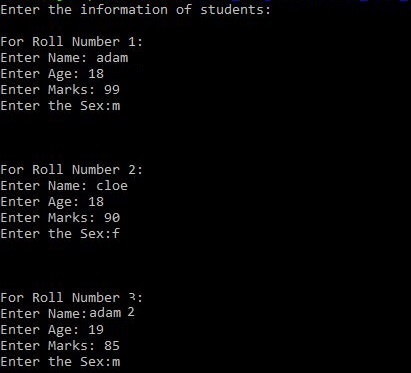 Enter the information of students:
For Roll Number 1:
Enter Name: adam
Enter Age: 18
Enter Marks: 99
Enter the Sex:m
For Roll Number 2:
Enter Name: cloe
Enter Age: 18
Enter Marks: 90
Enter the Sex:f
For Roll Number 3:
Enter Name:adam 2
Enter Age: 19
Enter Marks: 85
Enter the Sex:m